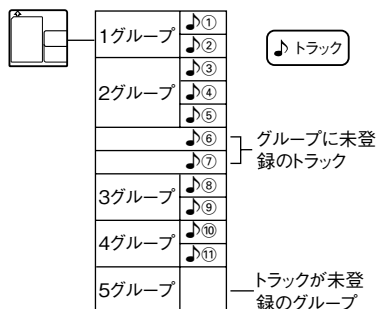 1グループ
♪①
♪②
♪トラック
2グループ
♪③
♪④
♪⑤
♪⑥
♪⑦
グループに未登
録のトラック
3グループ
♪⑧
♪⑨
4グループ
♪⑩
♪⑪
5グループ
トラックが未登
録のグループ